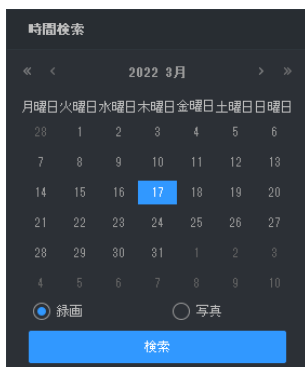 時間検索
« < 2022 3月 > »
月曜日 火曜日 水曜日 木曜日 金曜日 土曜日 日曜日
28 1 2 3 4 5 6
7 8 9 10 11 12 13
14 15 16 17 18 19 20
21 22 23 24 25 26 27
28 29 30 31 1 2 3
4 5 6 7 8 9 10
録画 写真
検索